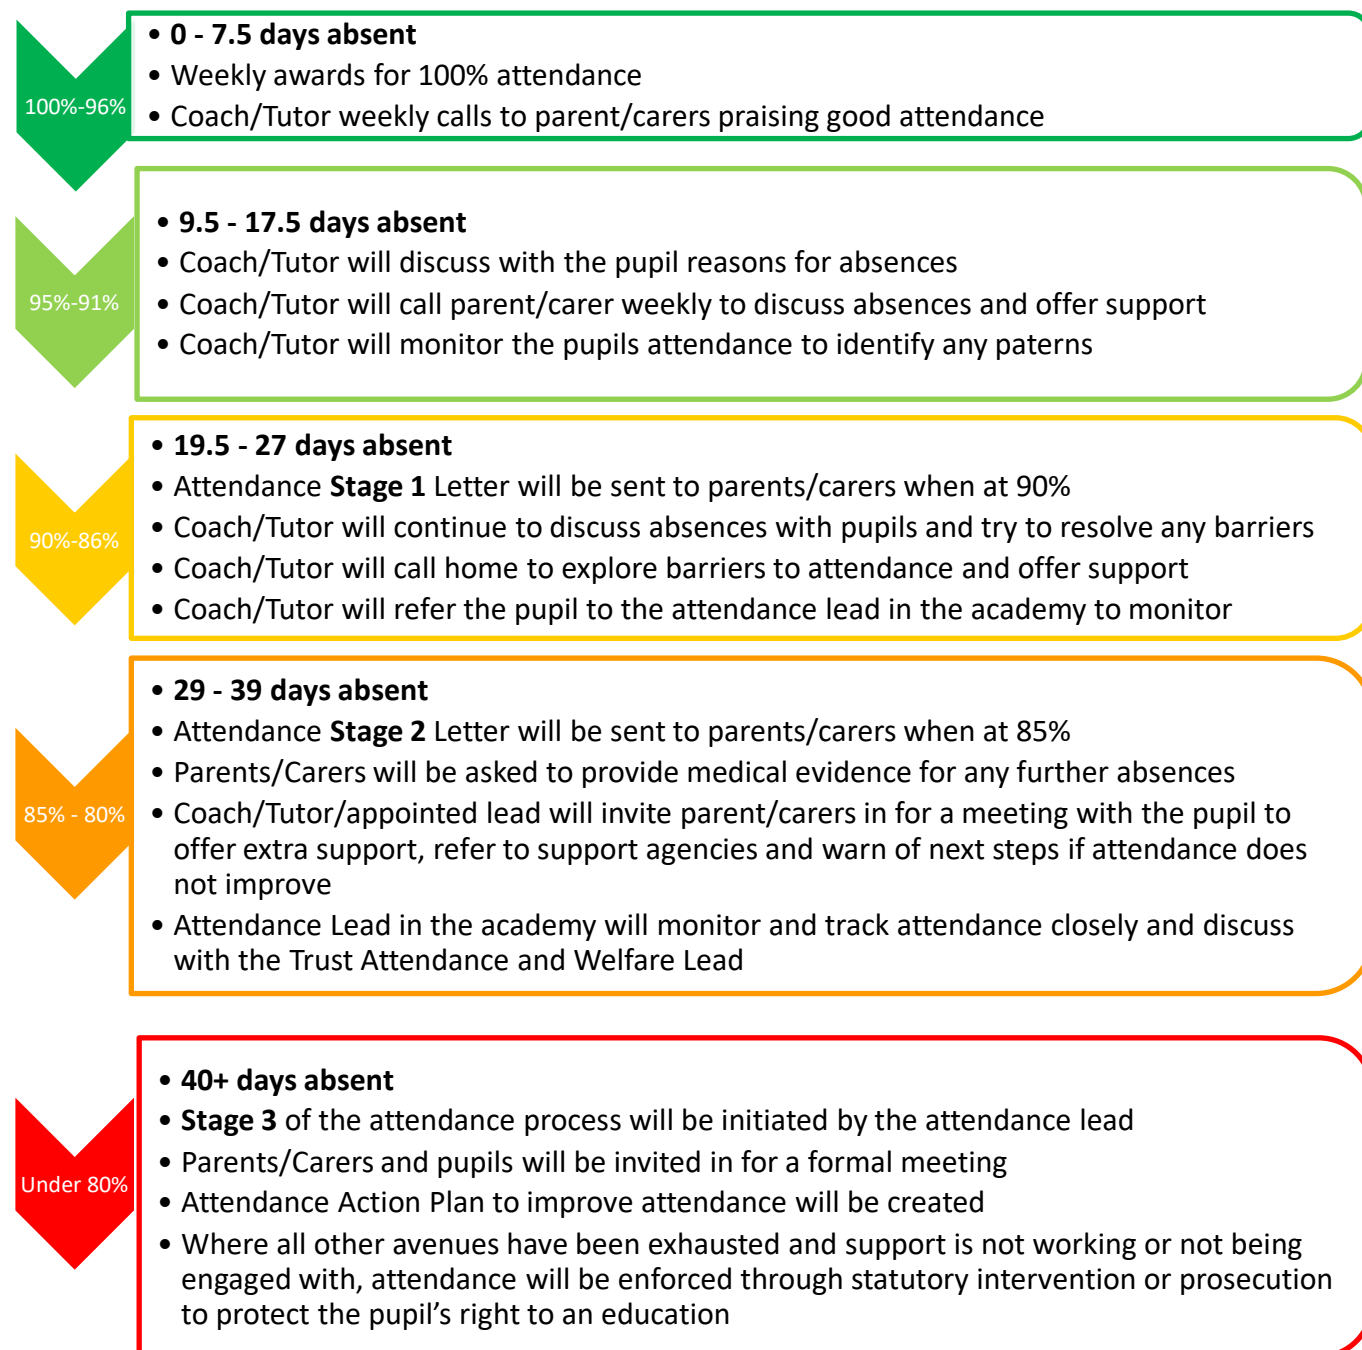 100%-96%
• 0 - 7.5 days absent
• Weekly awards for 100% attendance
• Coach/Tutor weekly calls to parent/carers praising good attendance
95%-91%
• 9.5 - 17.5 days absent
• Coach/Tutor will discuss with the pupil reasons for absences
• Coach/Tutor will call parent/carer weekly to discuss absences and offer support
• Coach/Tutor will monitor the pupils attendance to identify any paterns
90%-86%
• 19.5 - 27 days absent
• Attendance Stage 1 Letter will be sent to parents/carers when at 90%
• Coach/Tutor will continue to discuss absences with pupils and try to resolve any barriers
• Coach/Tutor will call home to explore barriers to attendance and offer support
• Coach/Tutor will refer the pupil to the attendance lead in the academy to monitor
85% - 80%
• 29 - 39 days absent
• Attendance Stage 2 Letter will be sent to parents/carers when at 85%
• Parents/Carers will be asked to provide medical evidence for any further absences
• Coach/Tutor/appointed lead will invite parent/carers in for a meeting with the pupil to
offer extra support, refer to support agencies and warn of next steps if attendance does
not improve
• Attendance Lead in the academy will monitor and track attendance closely and discuss
with the Trust Attendance and Welfare Lead
Under 80%
• 40+ days absent
• Stage 3 of the attendance process will be initiated by the attendance lead
• Parents/Carers and pupils will be invited in for a formal meeting
• Attendance Action Plan to improve attendance will be created
• Where all other avenues have been exhausted and support is not working or not being
engaged with, attendance will be enforced through statutory intervention or prosecution
to protect the pupil’s right to an education